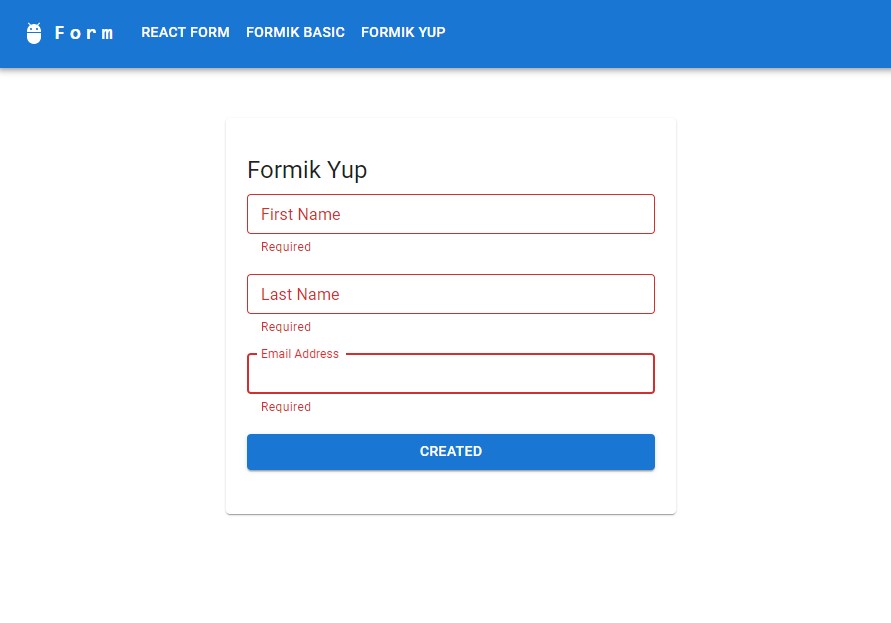 Form REACT FORM FORMIK BASIC FORMIK YUP
Formik Yup
First Name
Required
Last Name
Required
Email Address
Required
CREATED